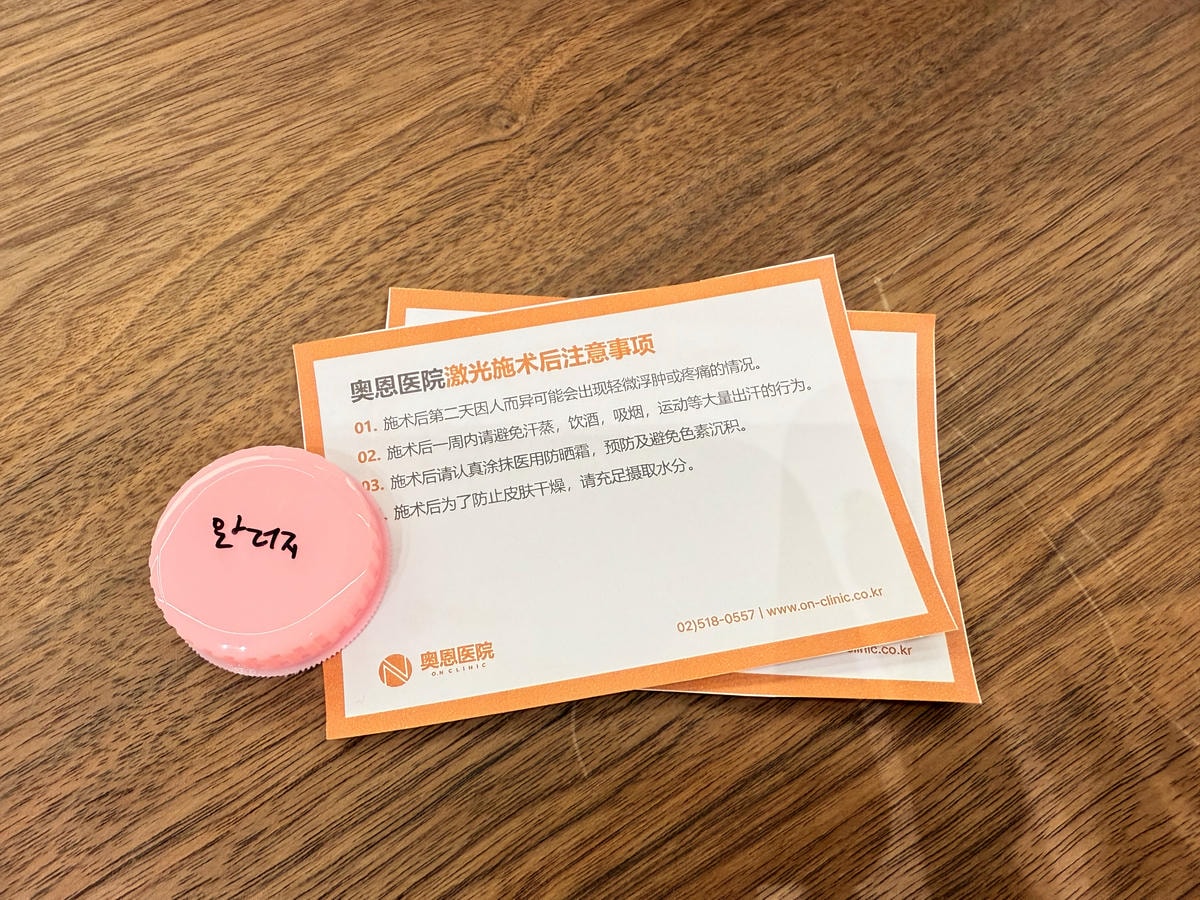 奥恩医院激光施术后注意事项
01. 施术后第二天因人而异可能会出现轻微浮肿或疼痛的情况。
02. 施术后一周内请避免汗蒸，饮酒，吸烟，运动等大量出汗的行为。
03. 施术后请认真涂抹医用防晒霜，预防及避免色素沉积。
. 施术后为了防止皮肤干燥，请充足摄取水分。
02)518-0557 | www.on-clinic.co.kr
奥恩医院
ON CLINIC
clinic.co.kr